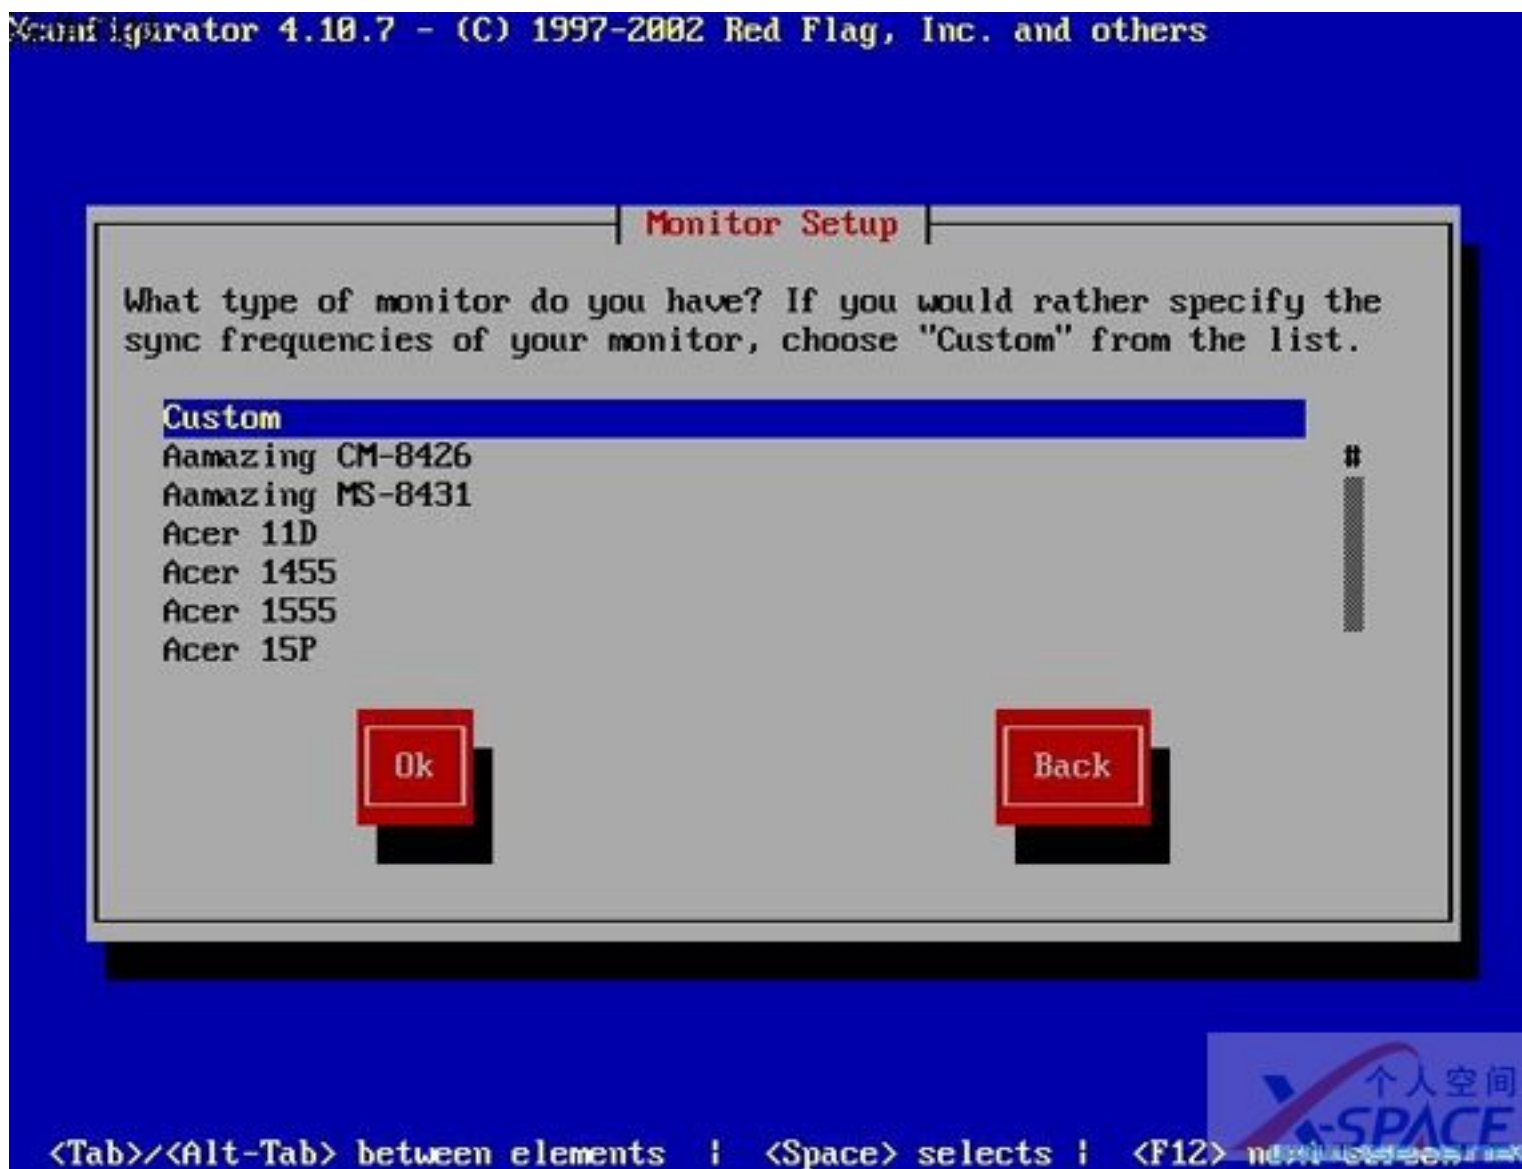 Xconfigurator 4.10.7 - (C) 1997-2002 Red Flag, Inc. and others
Monitor Setup
What type of monitor do you have? If you would rather specify the
sync frequencies of your monitor, choose "Custom" from the list.
Custom
Aamazing CM-8426
Aamazing MS-8431
#
Acer 11D
Acer 1455
Acer 1555
Acer 15P
Ok
Back
个人空间
X-SPACE
<Tab>/<Alt-Tab> between elements | <Space> selects | <F12> next screen